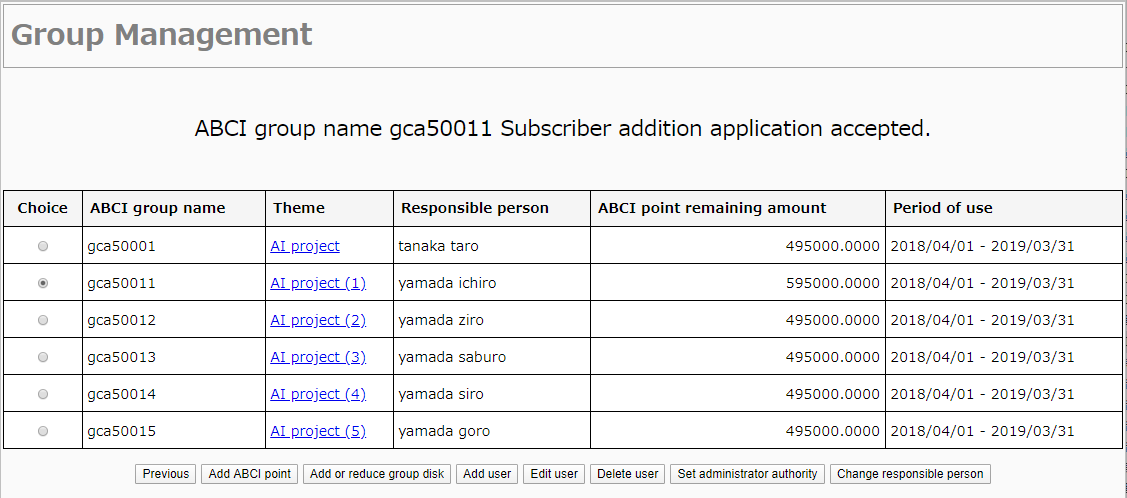 Group Management
ABCI group name gca50011 Subscriber addition application accepted.
Choice ABCI group name Theme Responsible person ABCI point remaining amount Period of use
gca50001 AI project tanaka taro 495000.0000 2018/04/01 - 2019/03/31
gca50011 AI project (1) yamada ichiro 595000.0000 2018/04/01 - 2019/03/31
gca50012 AI project (2) yamada ziro 495000.0000 2018/04/01 - 2019/03/31
gca50013 AI project (3) yamada saburo 495000.0000 2018/04/01 - 2019/03/31
gca50014 AI project (4) yamada siro 495000.0000 2018/04/01 - 2019/03/31
gca50015 AI project (5) yamada goro 495000.0000 2018/04/01 - 2019/03/31
Previous Add ABCI point Add or reduce group disk Add user Edit user Delete user Set administrator authority Change responsible person